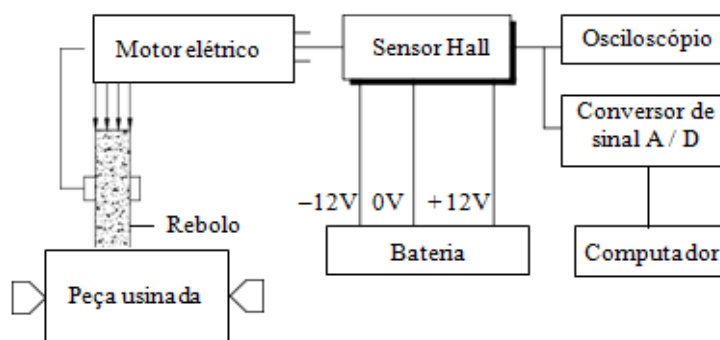 Motor elétrico
Sensor Hall
Osciloscópio
Conversor de
sinal A / D
–12V 0V +12V
Rebolo
Bateria
Computador
Peça usinada